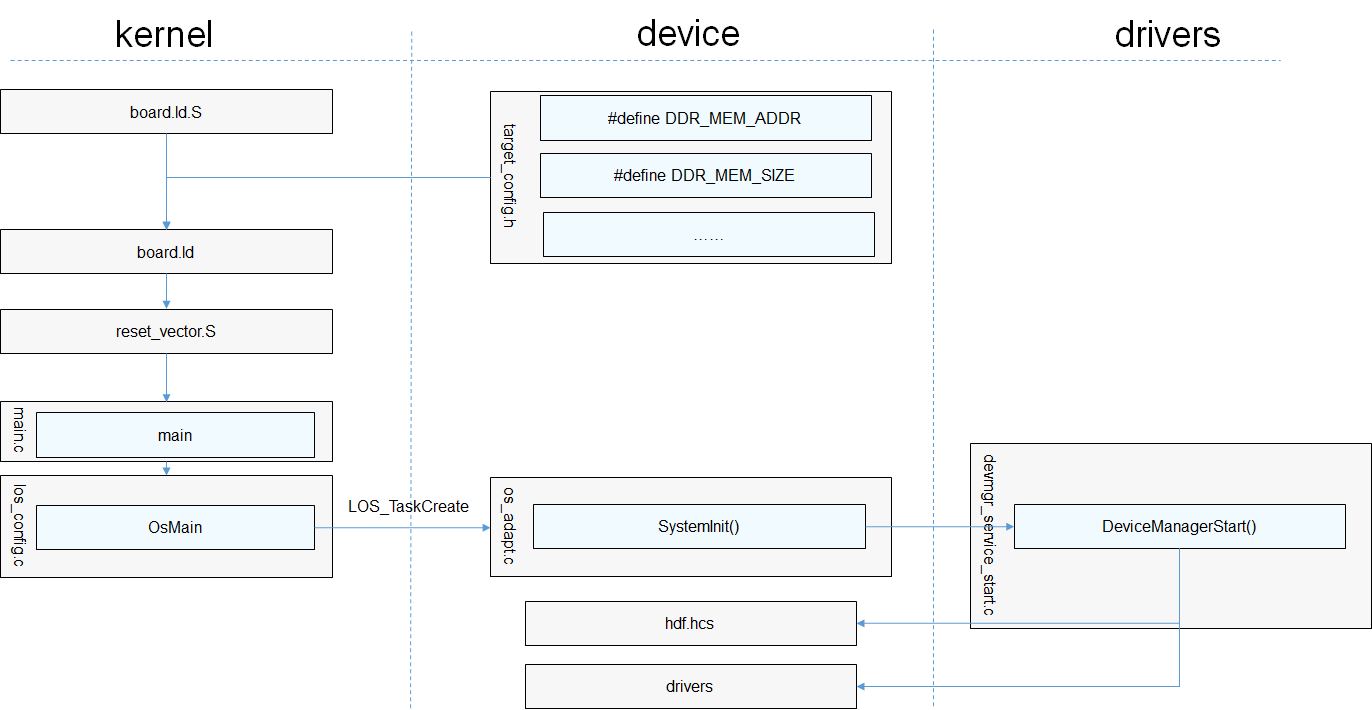 kernel
device
drivers
board.ld.S
target_config.h
#define DDR_MEM_ADDR
#define DDR_MEM_SIZE
……
board.ld
reset_vector.S
main.c
main
los_config.c
OsMain
LOS_TaskCreate
os_adapt.c
SystemInit()
devmgr_service_start.c
DeviceManagerStart()
hdf.hcs
drivers